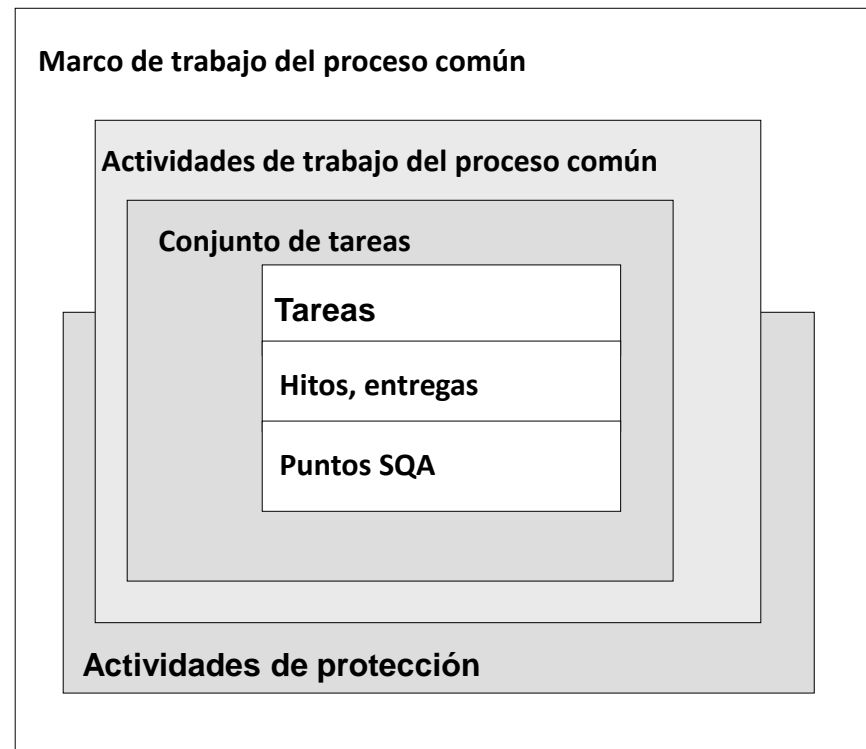 Marco de trabajo del proceso común
Actividades de trabajo del proceso común
Conjunto de tareas
Tareas
Hitos, entregas
Puntos SQA
Actividades de protección